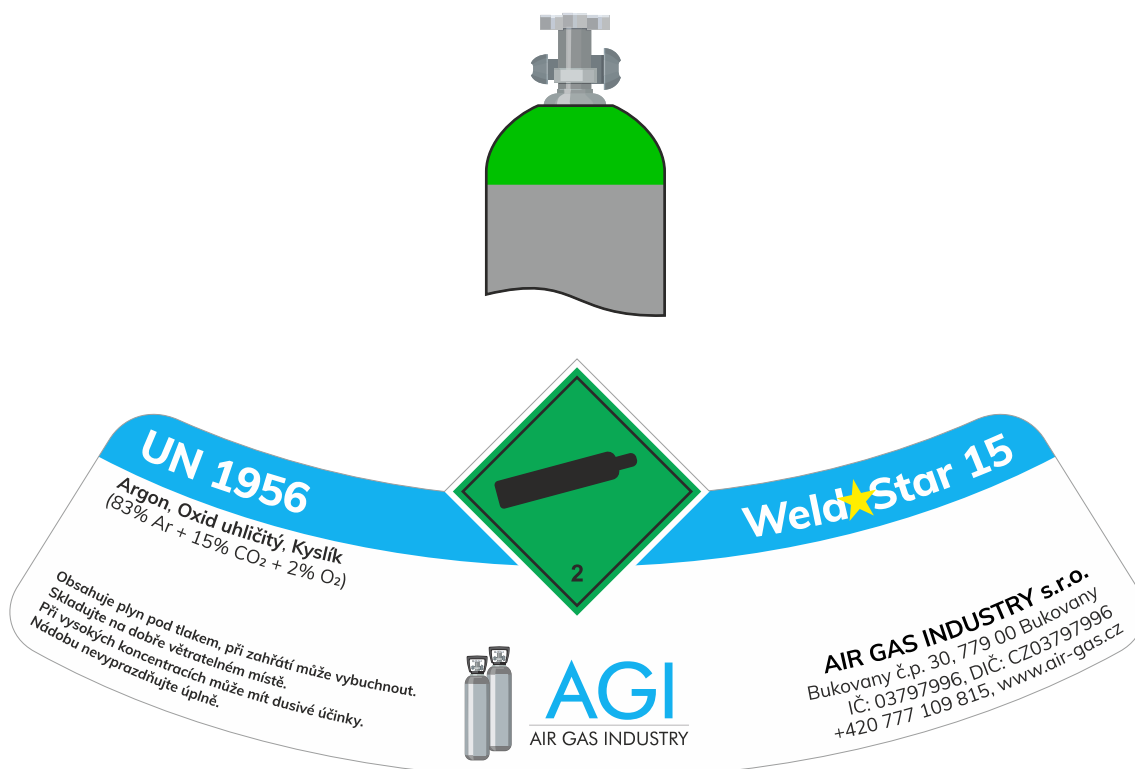 UN 1956
Argon, Oxid uhličitý, Kyslík
(83% Ar + 15% CO₂ + 2% O₂)
Obsahuje plyn pod tlakem, při zahřátí může vybuchnout.
Skladujte na dobře větratelném místě.
Při vysokých koncentracích může mít dusivé účinky.
Nádobu nevyprazdňujte úplně.
2
AGI
AIR GAS INDUSTRY
Weld Star 15
AIR GAS INDUSTRY s.r.o.
Bukovany č.p. 30, 779 00 Bukovany
IČ: 03797996, DIČ: CZ03797996
+420 777 109 815, www.air-gas.cz